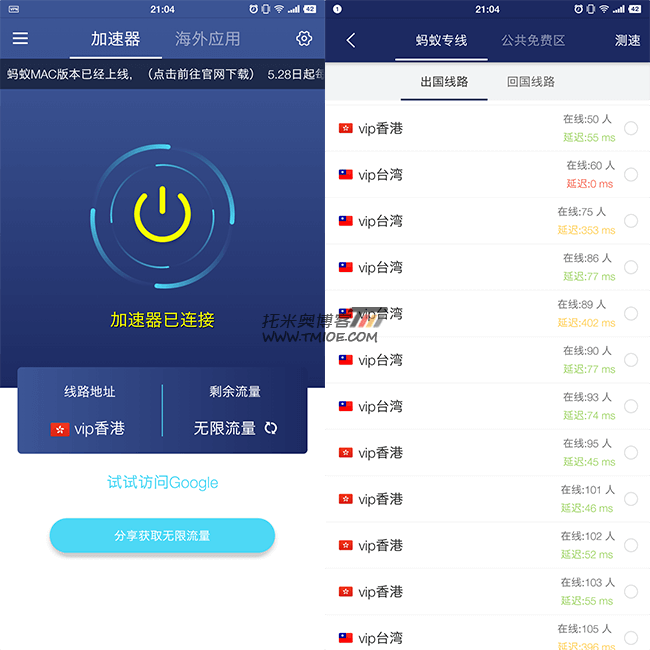 VPN
21:04
42
加速器
海外应用
蚂蚁MAC版本已经上线，（点击前往官网下载） 5.28日起每
加速器已连接
线路地址
剩余流量
vip香港
无限流量
试试访问Google
分享获取无限流量
1
21:04
42
蚂蚁专线
公共免费区
测速
出国线路
回国线路
vip香港
在线:50 人
延迟:55 ms
vip台湾
在线:60 人
延迟:0 ms
vip台湾
在线:75 人
延迟:353 ms
vip台湾
在线:86 人
延迟:77 ms
vip台湾
在线:89 人
延迟:402 ms
vip台湾
在线:90 人
延迟:77 ms
vip台湾
在线:93 人
延迟:74 ms
vip香港
在线:95 人
延迟:45 ms
vip香港
在线:101 人
延迟:46 ms
vip香港
在线:102 人
延迟:52 ms
vip香港
在线:103 人
延迟:55 ms
vip台湾
在线:105 人
延迟:396 ms
托米奥博客
WWW.TMIOE.COM